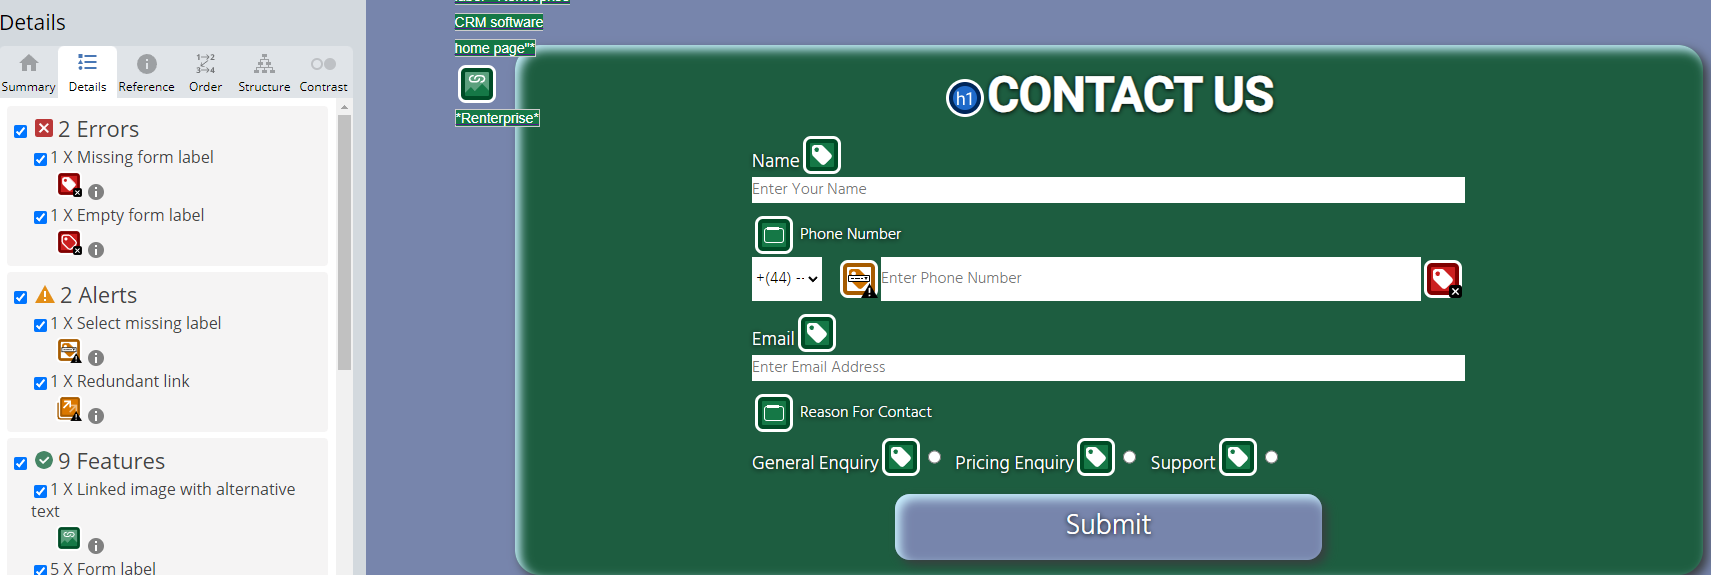 Details
Summary
Details
Reference
Order
Structure
Contrast
2 Errors
1 X Missing form label
1 X Empty form label
2 Alerts
1 X Select missing label
1 X Redundant link
9 Features
1 X Linked image with alternative
text
5 X Form label
CRM software
home page"*
*Renterprise*
h1 CONTACT US
Name
Enter Your Name
Phone Number
+(44) --
Enter Phone Number
Email
Enter Email Address
Reason For Contact
General Enquiry Pricing Enquiry Support
Submit